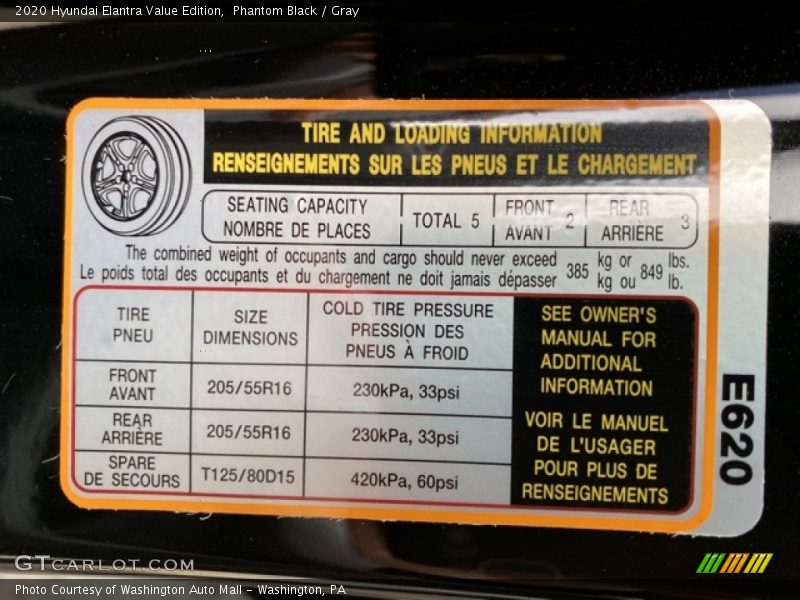 2020 Hyundai Elantra Value Edition, Phantom Black / Gray
TIRE AND LOADING INFORMATION
RENSEIGNEMENTS SUR LES PNEUS ET LE CHARGEMENT
SEATING CAPACITY
NOMBRE DE PLACES
TOTAL 5
FRONT
AVANT
2
REAR
ARRIÈRE
3
The combined weight of occupants and cargo should never exceed
Le poids total des occupants et du chargement ne doit jamais dépasser
385
kg or
kg ou
849
lbs.
lb.
TIRE
PNEU
SIZE
DIMENSIONS
COLD TIRE PRESSURE
PRESSION DES
PNEUS À FROID
FRONT
AVANT
205/55R16
230kPa, 33psi
REAR
ARRIÈRE
205/55R16
230kPa, 33psi
SPARE
DE SECOURS
T125/80D15
420kPa, 60psi
SEE OWNER'S
MANUAL FOR
ADDITIONAL
INFORMATION
VOIR LE MANUEL
DE L'USAGER
POUR PLUS DE
RENSEIGNEMENTS
E620
GTCARLOT.COM
Photo Courtesy of Washington Auto Mall - Washington, PA